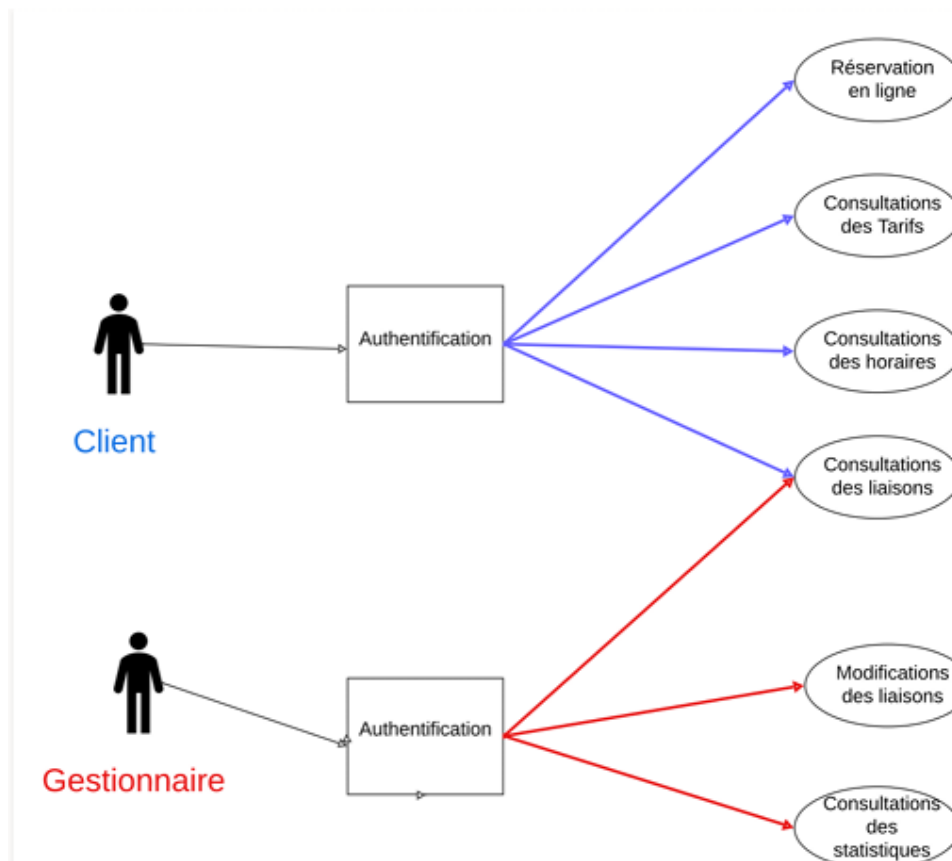 Réservation
en ligne
Consultations
des Tarifs
Authentification
Consultations
des horaires
Client
Consultations
des liaisons
Authentification
Modifications
des liaisons
Gestionnaire
Consultations
des
statistiques